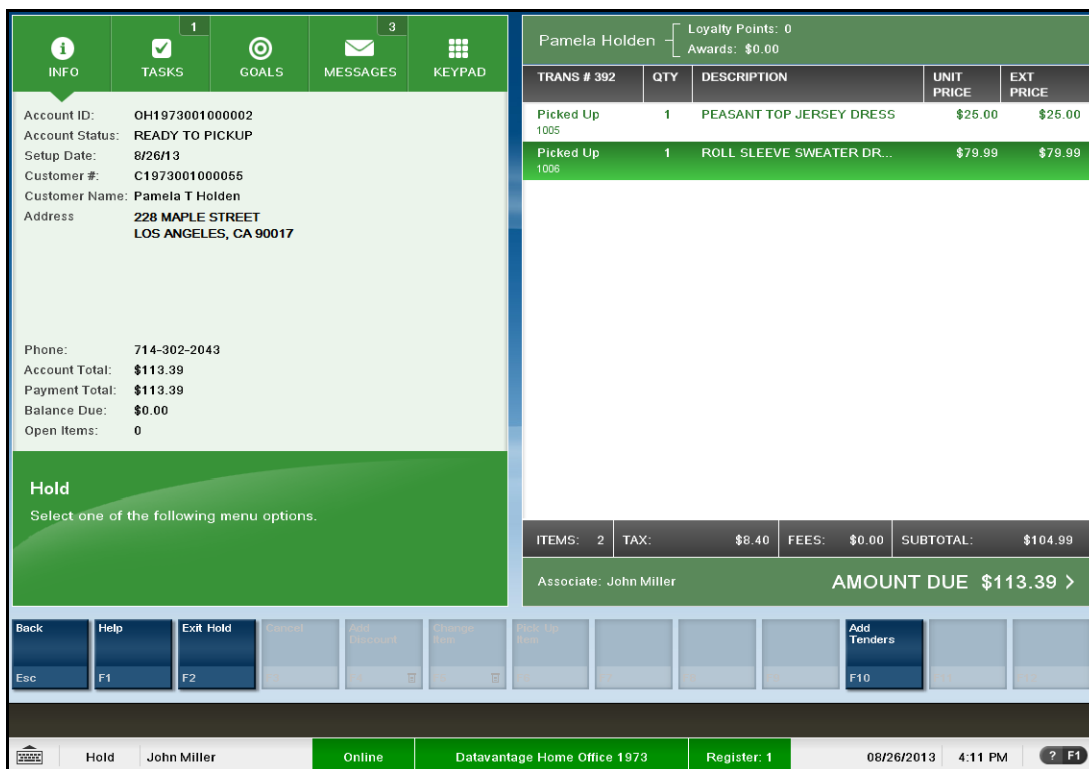 1
3
INFO TASKS GOALS MESSAGES KEYPAD
Account ID: OH1973001000002
Account Status: READY TO PICKUP
Setup Date: 8/26/13
Customer #: C1973001000055
Customer Name: Pamela T Holden
Address 228 MAPLE STREET
LOS ANGELES, CA 90017
Phone: 714-302-2043
Account Total: $113.39
Payment Total: $113.39
Balance Due: $0.00
Open Items: 0
Hold
Select one of the following menu options.
Pamela Holden
Loyalty Points: 0
Awards: $0.00
TRANS # 392 QTY DESCRIPTION UNIT PRICE EXT PRICE
Picked Up 1 PEASANT TOP JERSEY DRESS $25.00 $25.00
1005
Picked Up 1 ROLL SLEEVE SWEATER DR... $79.99 $79.99
1006
ITEMS: 2 TAX: $8.40 FEES: $0.00 SUBTOTAL: $104.99
Associate: John Miller AMOUNT DUE $113.39 >
Back Help Exit Hold Cancel Add Discount Change Item Pick Up Item Add Tenders
Esc F1 F2 F10
Hold John Miller Online Datavantage Home Office 1973 Register: 1 08/26/2013 4:11 PM ? F1